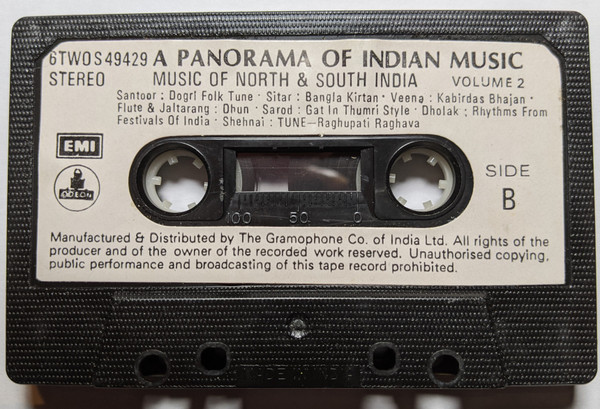 6TWOS49429 A PANORAMA OF INDIAN MUSIC
STEREO MUSIC OF NORTH & SOUTH INDIA VOLUME 2
Santoor : Dogri Folk Tune · Sitar : Bangla Kirtan · Veena : Kabirdas Bhajan ·
Flute & Jaltarang : Dhun · Sarod : Gat In Thumri Style · Dholak : Rhythms From
Festivals Of India · Shehnai : TUNE—Raghupati Raghava
EMI
ODEON
SIDE
B
100 50 0
Manufactured & Distributed by The Gramophone Co. of India Ltd. All rights of the
producer and of the owner of the recorded work reserved. Unauthorised copying,
public performance and broadcasting of this tape record prohibited.